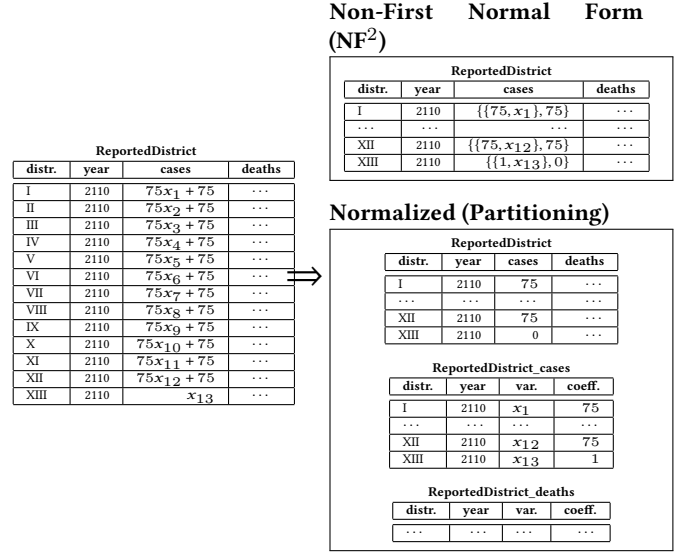 ReportedDistrict
distr. year cases deaths
I 2110 75x₁ + 75 ⋯
II 2110 75x₂ + 75 ⋯
III 2110 75x₃ + 75 ⋯
IV 2110 75x₄ + 75 ⋯
V 2110 75x₅ + 75 ⋯
VI 2110 75x₆ + 75 ⋯
VII 2110 75x₇ + 75 ⋯
VIII 2110 75x₈ + 75 ⋯
IX 2110 75x₉ + 75 ⋯
X 2110 75x₁₀ + 75 ⋯
XI 2110 75x₁₁ + 75 ⋯
XII 2110 75x₁₂ + 75 ⋯
XIII 2110 x₁₃ ⋯
⇒
Non-First Normal Form
(NF²)
ReportedDistrict
distr. year cases deaths
I 2110 {{75, x₁}, 75} ⋯
⋯ ⋯ ⋯ ⋯
XII 2110 {{75, x₁₂}, 75} ⋯
XIII 2110 {{1, x₁₃}, 0} ⋯
Normalized (Partitioning)
ReportedDistrict
distr. year cases deaths
I 2110 75 ⋯
⋯ ⋯ ⋯ ⋯
XII 2110 75 ⋯
XIII 2110 0 ⋯
ReportedDistrict_cases
distr. year var. coeff.
I 2110 x₁ 75
⋯ ⋯ ⋯ ⋯
XII 2110 x₁₂ 75
XIII 2110 x₁₃ 1
ReportedDistrict_deaths
distr. year var. coeff.
⋯ ⋯ ⋯ ⋯